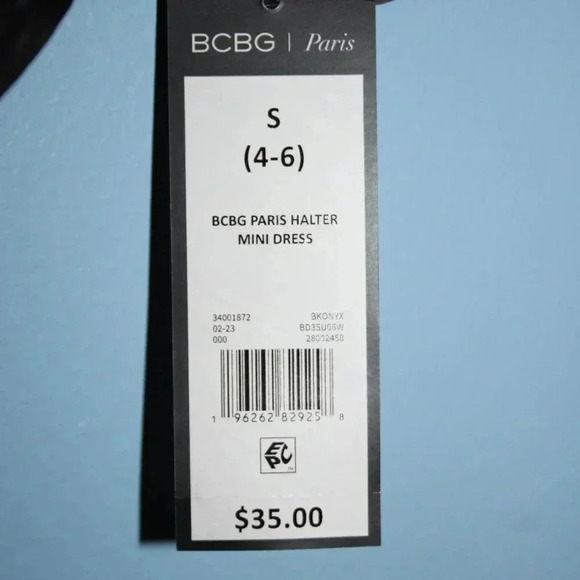 BCBG | Paris
S
(4-6)
BCBG PARIS HALTER
MINI DRESS
34001872 BKONYX
02-23 BD3SU06W
000 28002458
1 96262 82925 8
EPC
$35.00